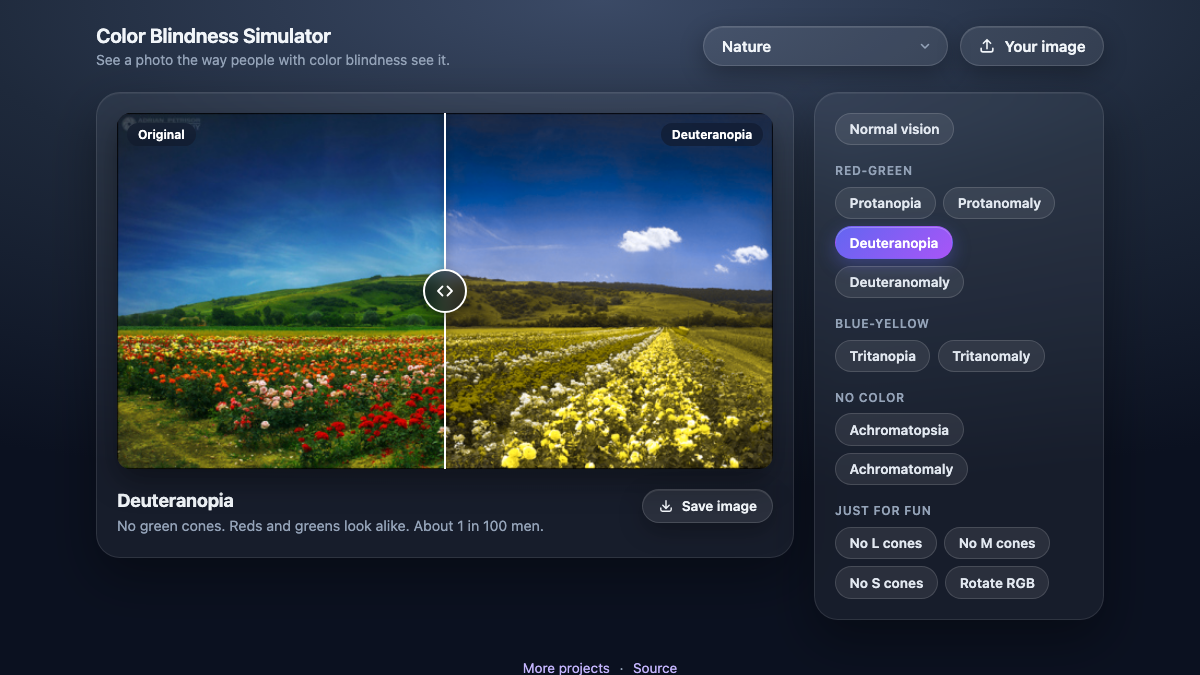 Color Blindness Simulator
See a photo the way people with color blindness see it.
Nature
Your image
Original
Deuteranopia
Deuteranopia
No green cones. Reds and greens look alike. About 1 in 100 men.
Save image
Normal vision
RED-GREEN
Protanopia
Protanomaly
Deuteranopia
Deuteranomaly
BLUE-YELLOW
Tritanopia
Tritanomaly
NO COLOR
Achromatopsia
Achromatomaly
JUST FOR FUN
No L cones
No M cones
No S cones
Rotate RGB
More projects · Source